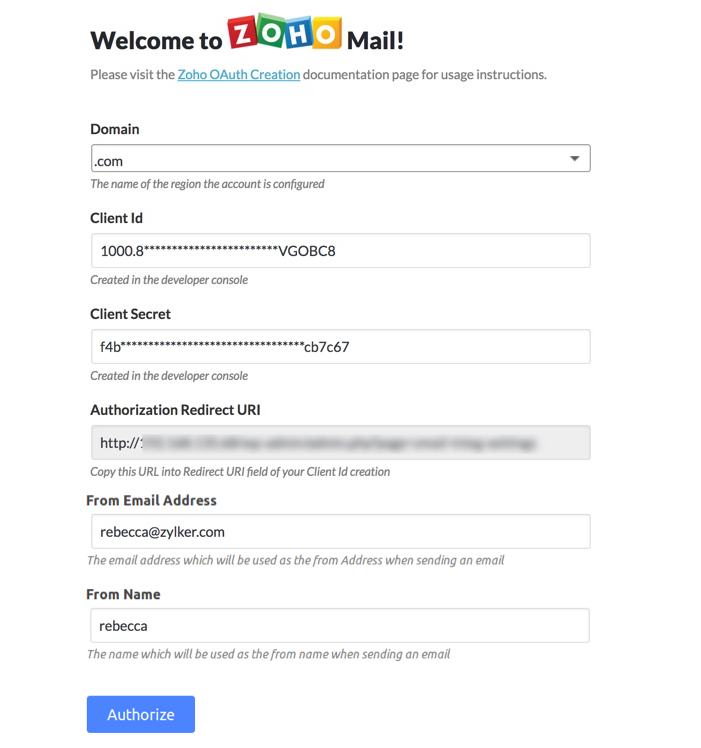 Welcome to ZOHO Mail!
Please visit the Zoho OAuth Creation documentation page for usage instructions.
Domain
.com
The name of the region the account is configured
Client Id
1000.8************************VGOBC8
Created in the developer console
Client Secret
f4b*********************************cb7c67
Created in the developer console
Authorization Redirect URI
http://
Copy this URL into Redirect URI field of your Client Id creation
From Email Address
rebecca@zylker.com
The email address which will be used as the from Address when sending an email
From Name
rebecca
The name which will be used as the from name when sending an email
Authorize